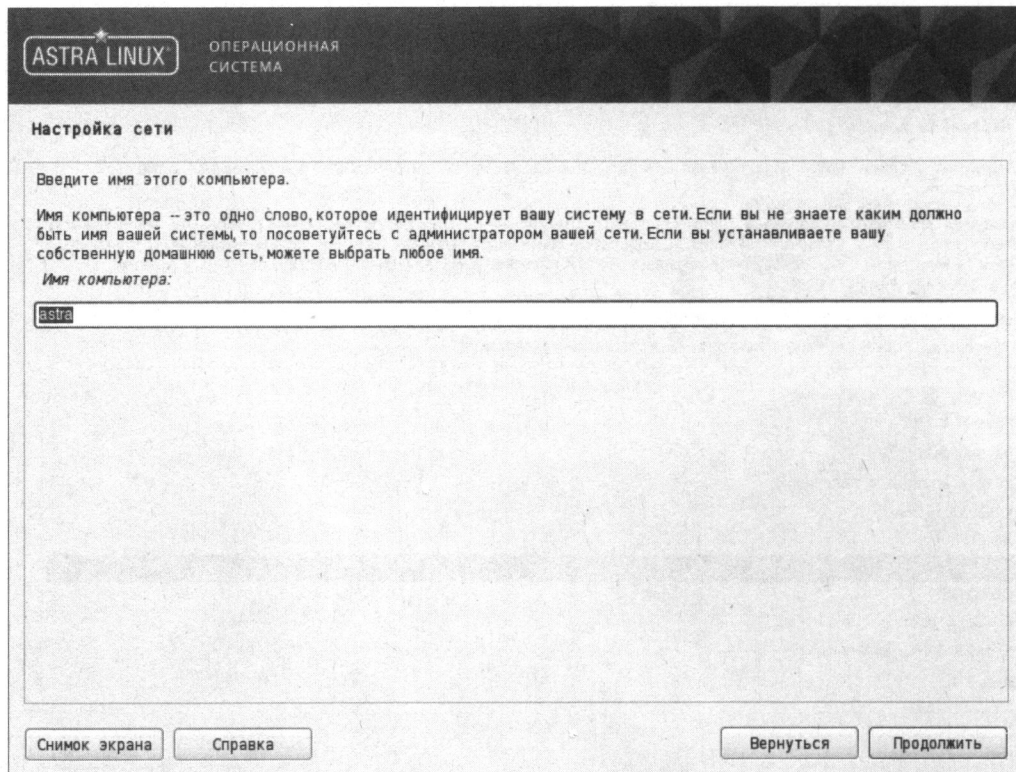 ASTRA LINUX®
ОПЕРАЦИОННАЯ
СИСТЕМА
Настройка сети
Введите имя этого компьютера.
Имя компьютера -- это одно слово, которое идентифицирует вашу систему в сети. Если вы не знаете каким должно
быть имя вашей системы, то посоветуйтесь с администратором вашей сети. Если вы устанавливаете вашу
собственную домашнюю сеть, можете выбрать любое имя.
Имя компьютера:
astra
Снимок экрана
Справка
Вернуться
Продолжить